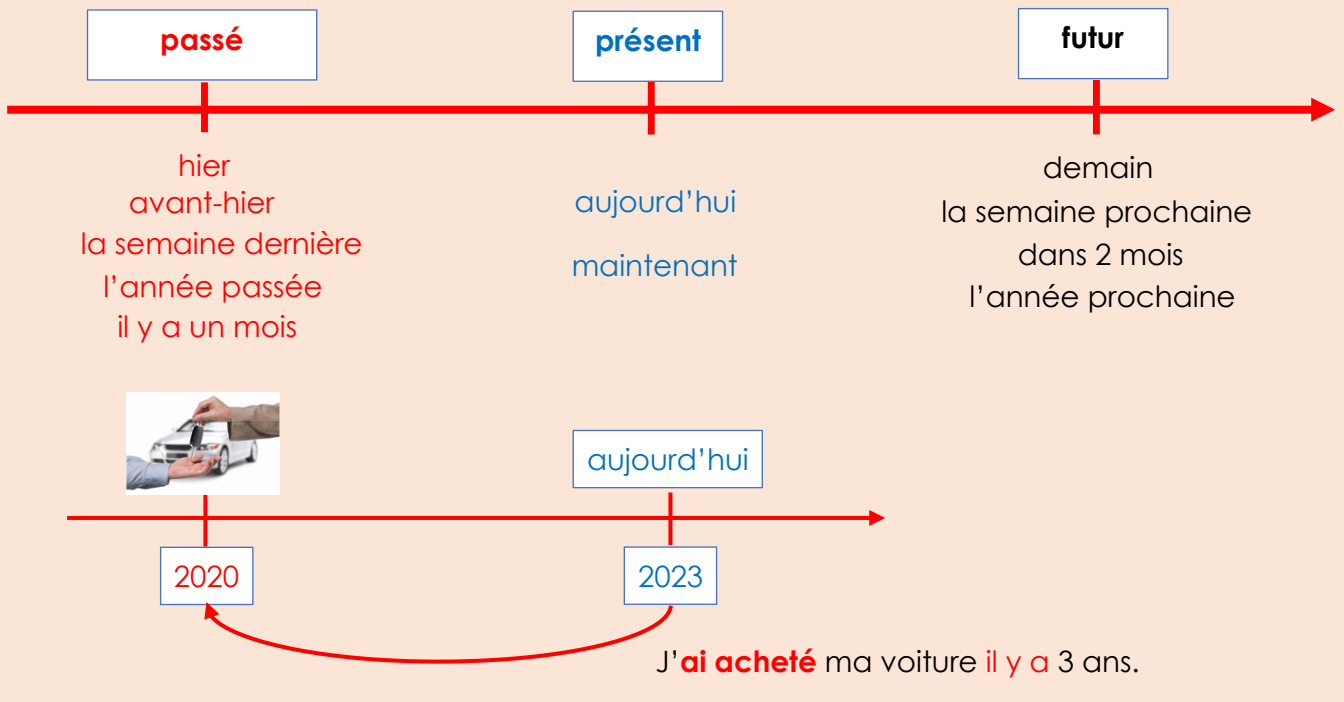 passé
présent
futur
hier
avant-hier
la semaine dernière
l’année passée
il y a un mois
aujourd’hui
maintenant
demain
la semaine prochaine
dans 2 mois
l’année prochaine
aujourd’hui
2020
2023
J’ai acheté ma voiture il y a 3 ans.